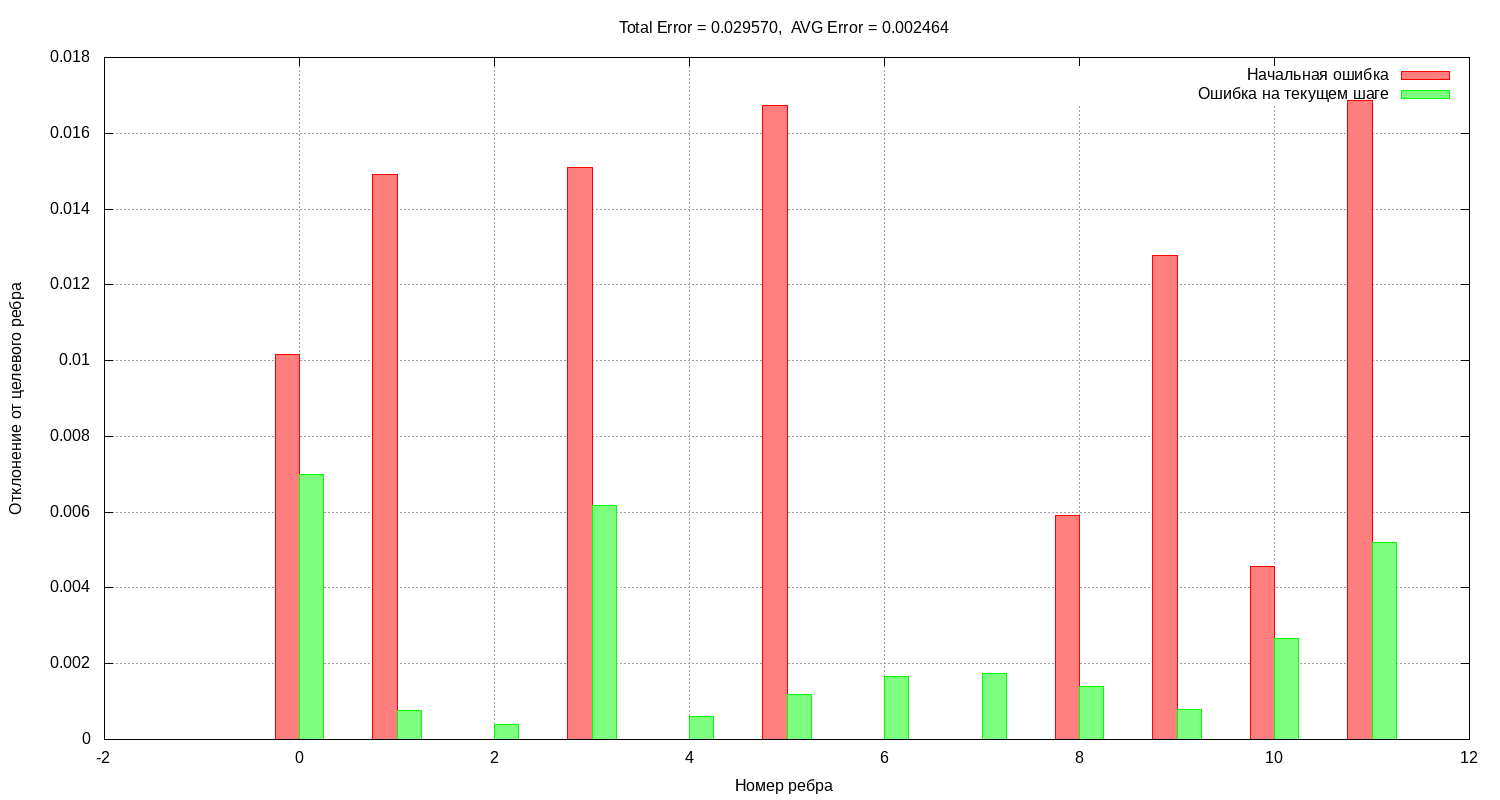 Total Error = 0.029570,  AVG Error = 0.002464
0.018
0.016
0.014
0.012
0.01
0.008
0.006
0.004
0.002
0
Начальная ошибка
Ошибка на текущем шаге
Отклонение от целевого ребра
-2 0 2 4 6 8 10 12
Номер ребра